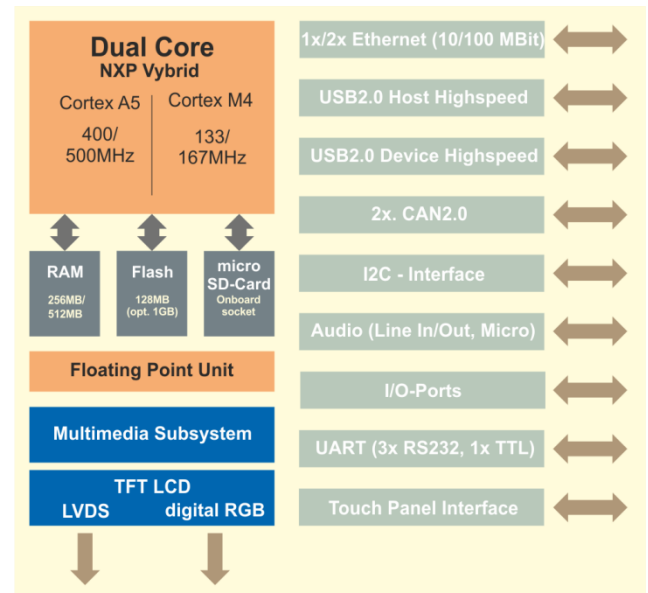 Dual Core
NXP Vybrid
Cortex A5
400/
500MHz
Cortex M4
133/
167MHz
RAM
256MB/
512MB
Flash
128MB
(opt. 1GB)
micro
SD-Card
Onboard
socket
Floating Point Unit
Multimedia Subsystem
TFT LCD
LVDS
digital RGB
1x/2x Ethernet (10/100 MBit)
USB2.0 Host Highspeed
USB2.0 Device Highspeed
2x. CAN2.0
I2C - Interface
Audio (Line In/Out, Micro)
I/O-Ports
UART (3x RS232, 1x TTL)
Touch Panel Interface